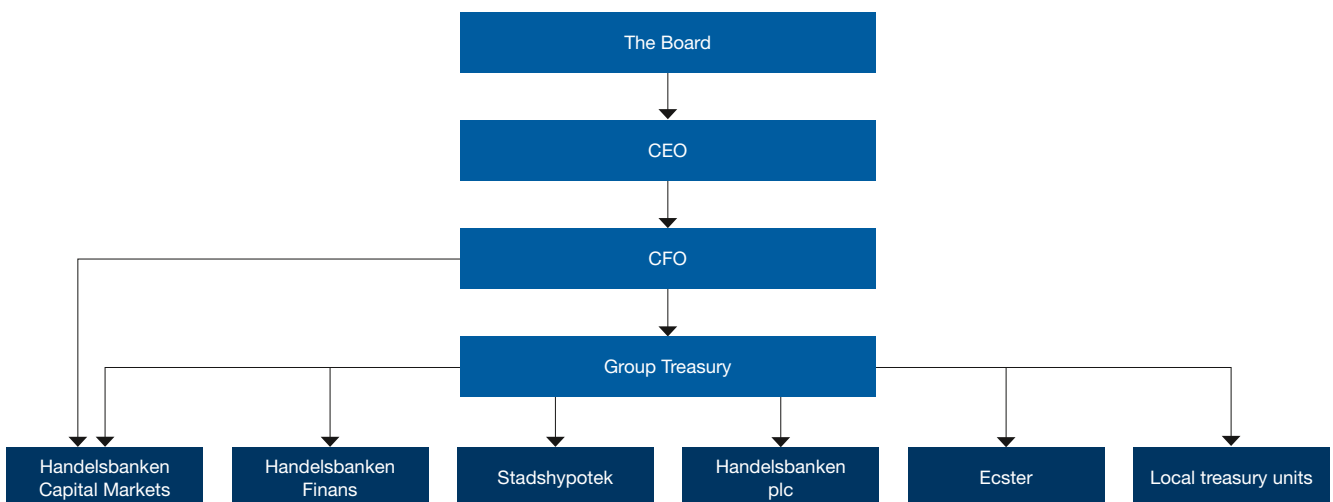 The Board
CEO
CFO
Group Treasury
Handelsbanken
Capital Markets
Handelsbanken
Finans
Stadshypotek
Handelsbanken
plc
Ecster
Local treasury units